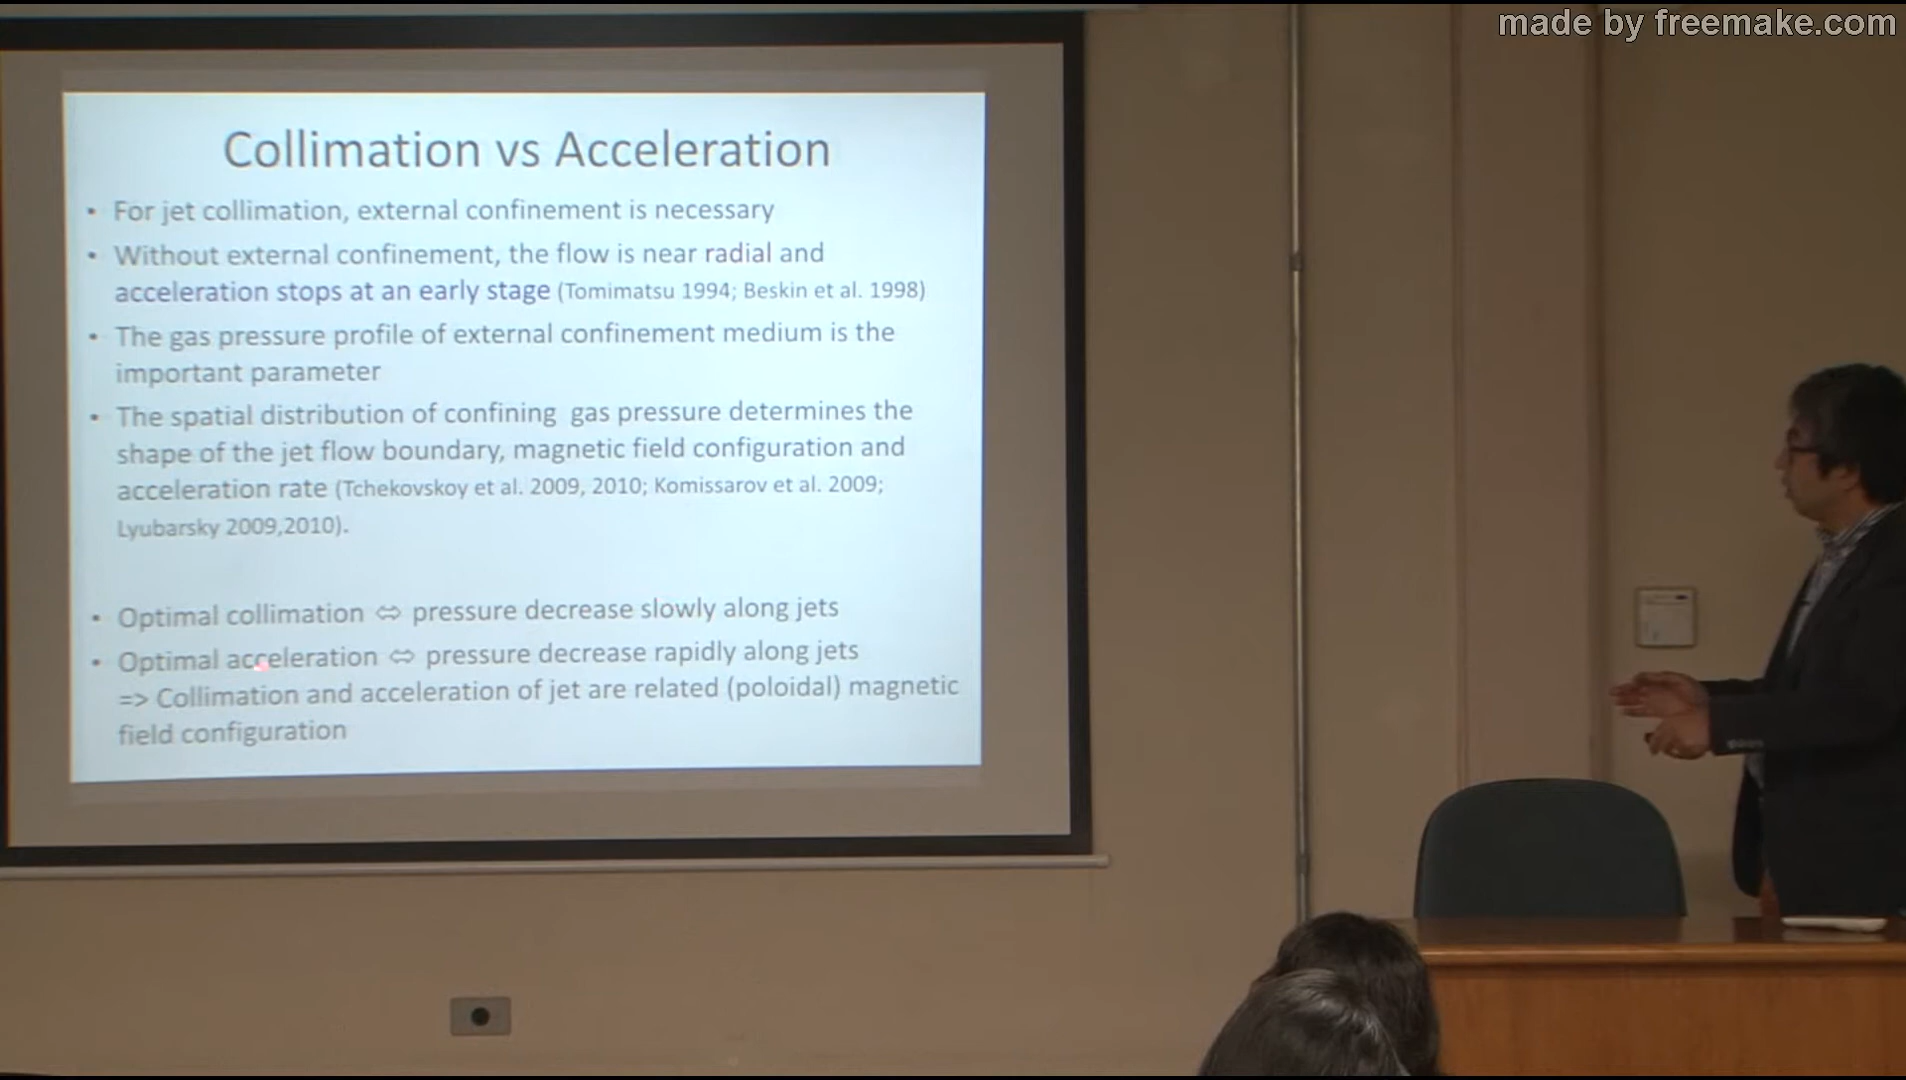 made by freemake.com
Collimation vs Acceleration
• For jet collimation, external confinement is necessary
• Without external confinement, the flow is near radial and
acceleration stops at an early stage (Tomimatsu 1994; Beskin et al. 1998)
• The gas pressure profile of external confinement medium is the
important parameter
• The spatial distribution of confining gas pressure determines the
shape of the jet flow boundary, magnetic field configuration and
acceleration rate (Tchekovskoy et al. 2009, 2010; Komissarov et al. 2009;
Lyubarsky 2009,2010).
• Optimal collimation ⇔ pressure decrease slowly along jets
• Optimal acceleration ⇔ pressure decrease rapidly along jets
=> Collimation and acceleration of jet are related (poloidal) magnetic
field configuration